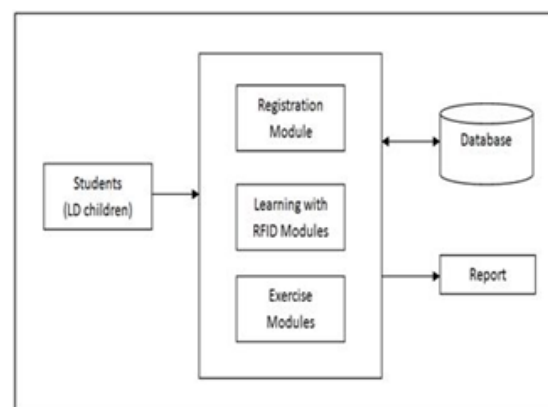 Students
(LD children)
Registration
Module
Learning with
RFID Modules
Exercise
Modules
Database
Report